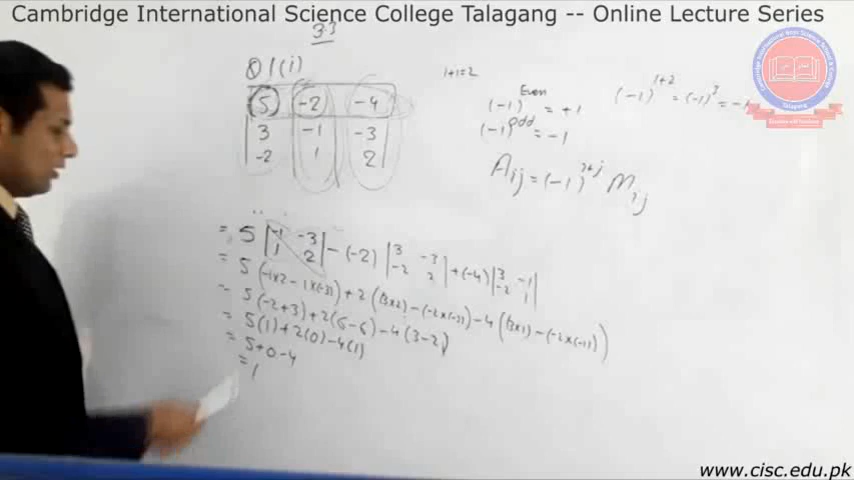 Cambridge International Science College Talagang -- Online Lecture Series
3.3
Q1(i)
5 -2 -4
3 -1 -3
-2 1 2
1+1=2
(-1)^Even = +1
(-1)^odd = -1
(-1)^1+2 = (-1)^3 = -1
Aij = (-1)^i+j Mij
= 5 |-1 -3| - (-2) |3 -3| + (-4) |3 -1|
|1 2| |-2 2| |-2 1|
= 5(-1×2 - 1×(-3)) + 2(3×2) - (-2×(-3)) - 4(3×1) - (-2×(-1))
= 5(-2+3) + 2(6-6) - 4(3-2)
= 5(1) + 2(0) - 4(1)
= 5+0-4
= 1
www.cisc.edu.pk